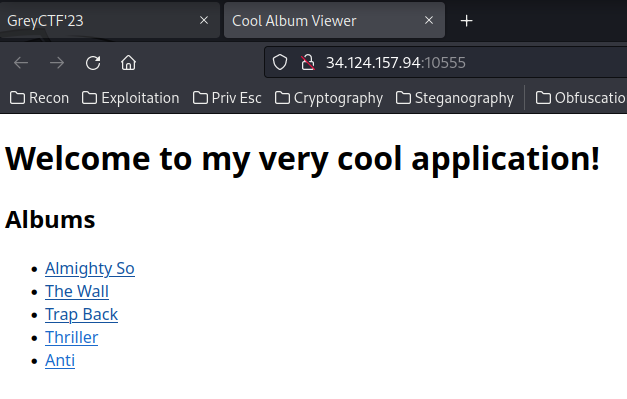 GreyCTF'23 × Cool Album Viewer × +
34.124.157.94:10555
Recon Exploitation Priv Esc Cryptography Steganography Obfuscatio
Welcome to my very cool application!
Albums
• Almighty So
• The Wall
• Trap Back
• Thriller
• Anti